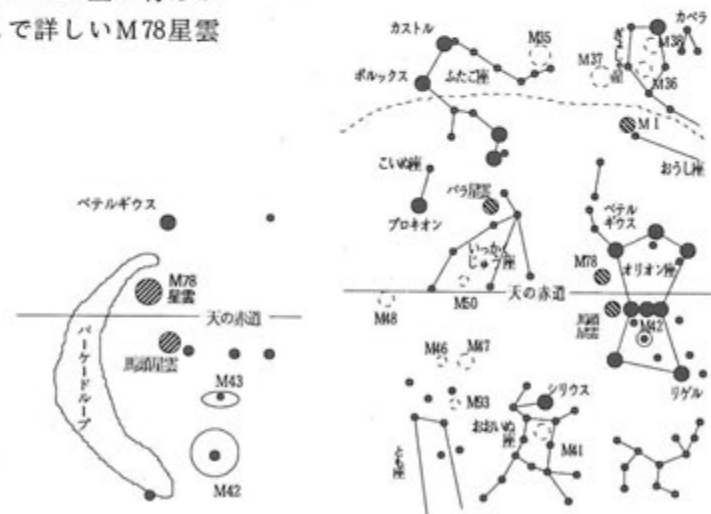 で詳しいM78星雲
ベテルギウス
M78
星雲
天の赤道
馬頭星雲
バーナードループ
M43
M42
カストル
M35
カペラ
M38
M37
ぎょしゃ座
M36
ポルックス
ふたご座
M1
おうし座
こいぬ座
バラ星雲
プロキオン
いっかく
じゅう座
ベテル
ギウス
M78
オリオン座
M50
天の赤道
M48
馬頭
星雲
M42
M46
M47
リゲル
M93
シリウス
おおいぬ
座
M41
とも座